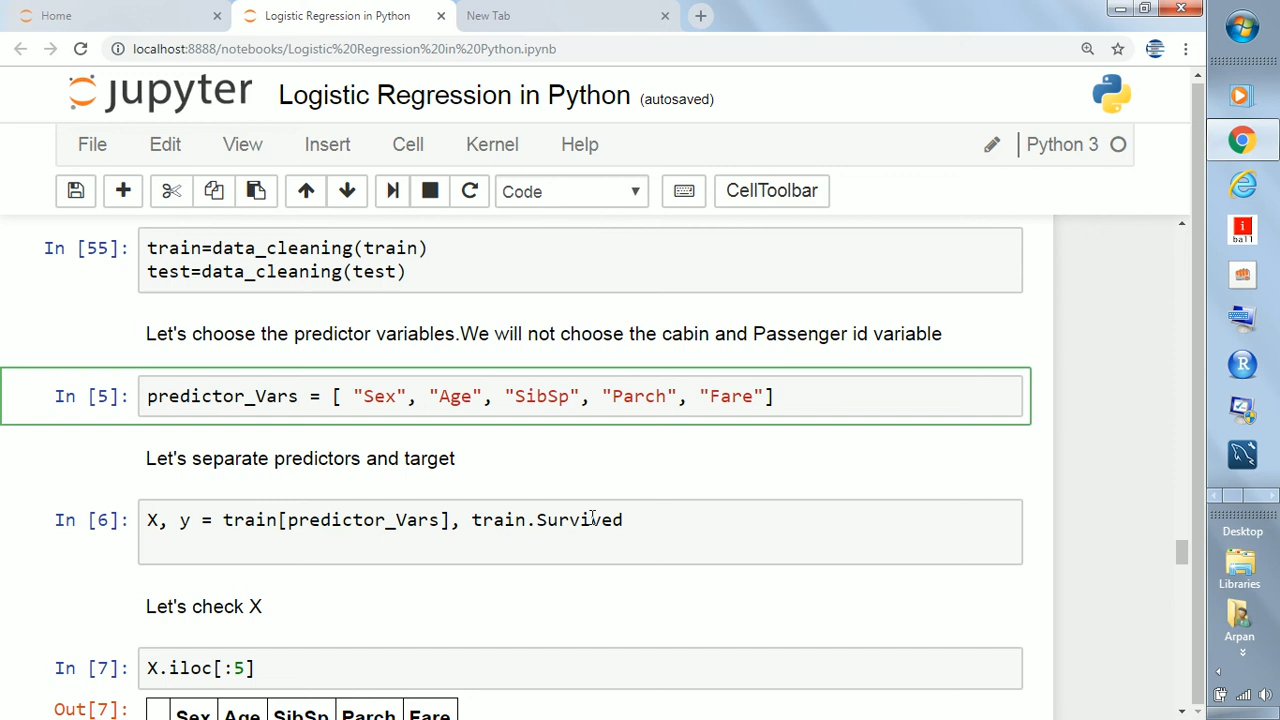 Home
Logistic Regression in Python
New Tab
localhost:8888/notebooks/Logistic%20Regression%20in%20Python.ipynb
jupyter Logistic Regression in Python (autosaved)
File Edit View Insert Cell Kernel Help Python 3
Code CellToolbar
In [55]: train=data_cleaning(train)
test=data_cleaning(test)
Let's choose the predictor variables.We will not choose the cabin and Passenger id variable
In [5]: predictor_Vars = [ "Sex", "Age", "SibSp", "Parch", "Fare"]
Let's separate predictors and target
In [6]: X, y = train[predictor_Vars], train.Survived
Let's check X
In [7]: X.iloc[:5]
Out[7]: Sex Age SibSp Parch Fare
i
ball
R
Desktop
Libraries
Arpan